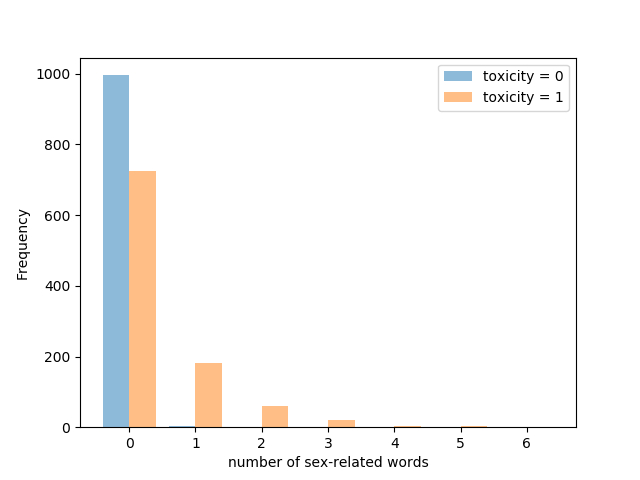 toxicity = 0
toxicity = 1
1000
800
600
400
200
0
Frequency
0 1 2 3 4 5 6
number of sex-related words